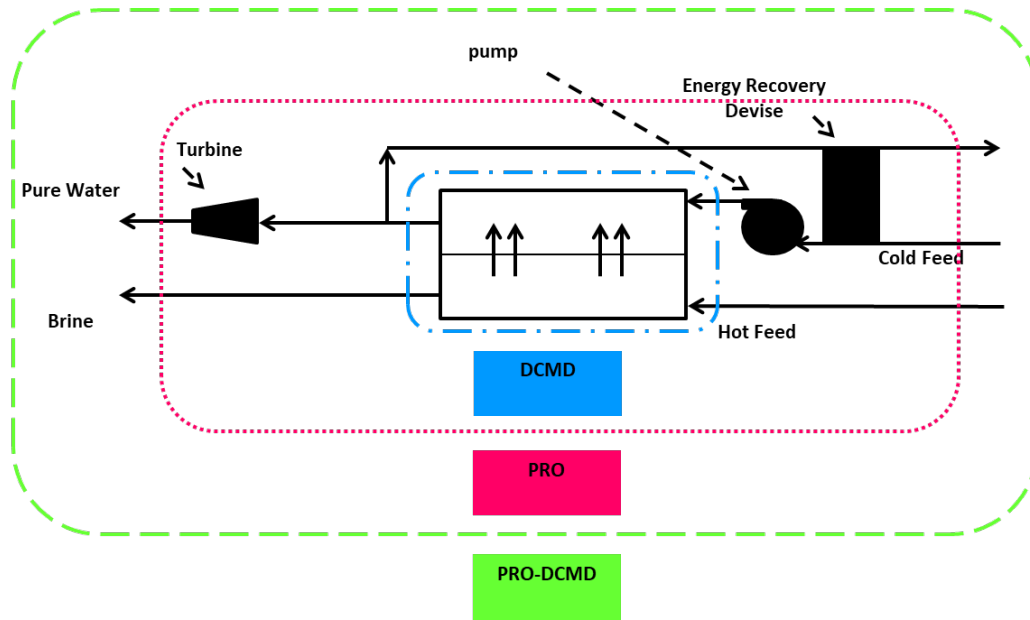 pump
Energy Recovery
Devise
Turbine
Pure Water
Cold Feed
Brine
Hot Feed
DCMD
PRO
PRO-DCMD